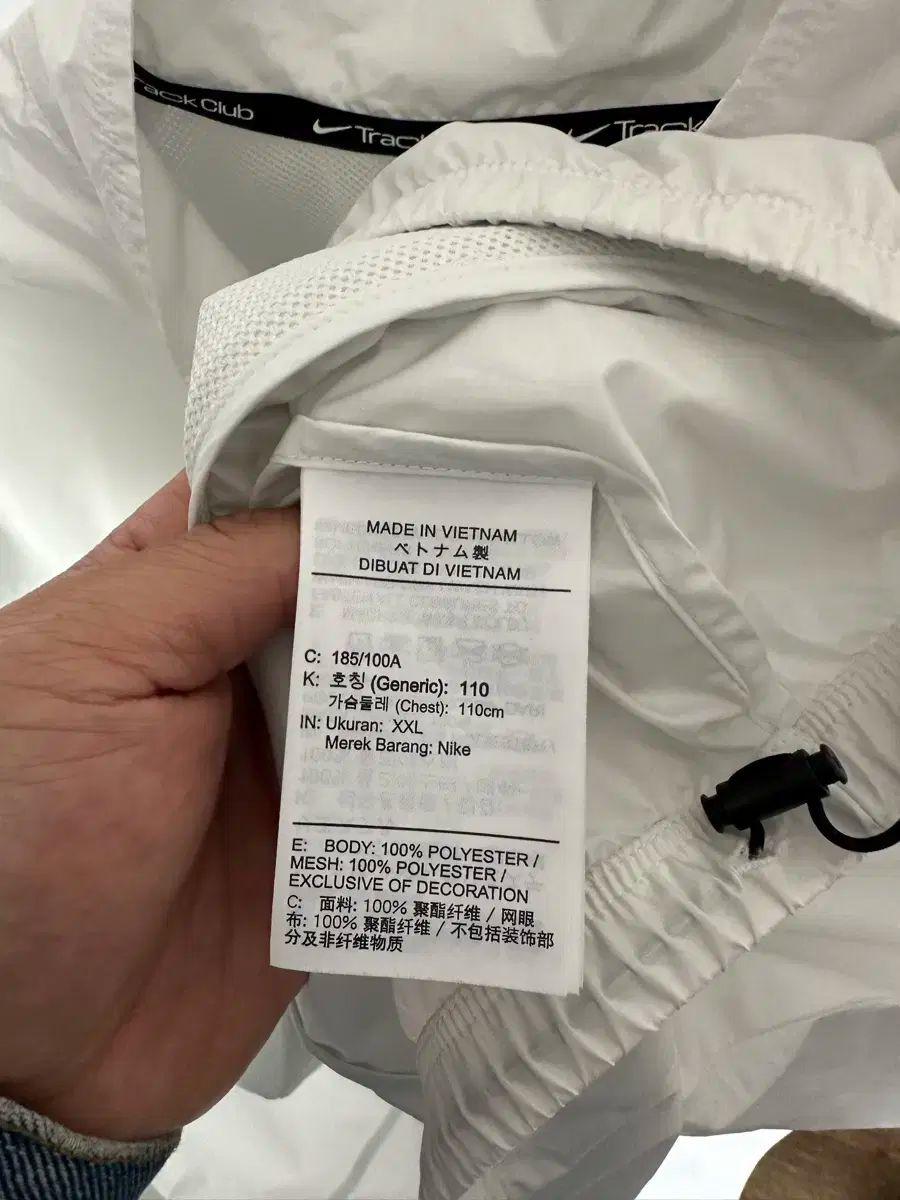 Track Club
Track
Track
MADE IN VIETNAM
ベトナム製
DIBUAT DI VIETNAM
C: 185/100A
K: 호칭 (Generic): 110
가슴둘레 (Chest): 110cm
IN: Ukuran: XXL
Merek Barang: Nike
E: BODY: 100% POLYESTER /
MESH: 100% POLYESTER /
EXCLUSIVE OF DECORATION
C: 面料: 100% 聚酯纤维 / 网眼
布: 100% 聚酯纤维 / 不包括装饰部
分及非纤维物质